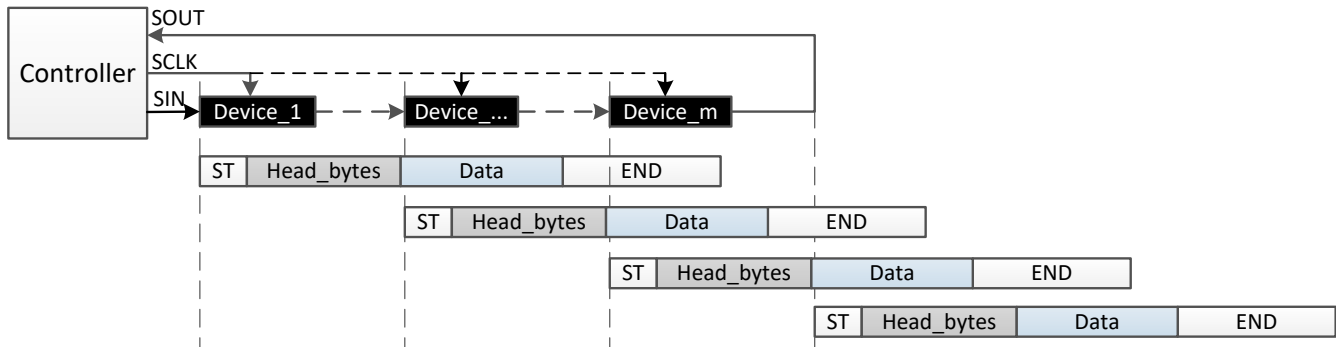 SOUT
SCLK
Controller
SIN
Device_1 Device_... Device_m
ST Head_bytes Data END
ST Head_bytes Data END
ST Head_bytes Data END
ST Head_bytes Data END